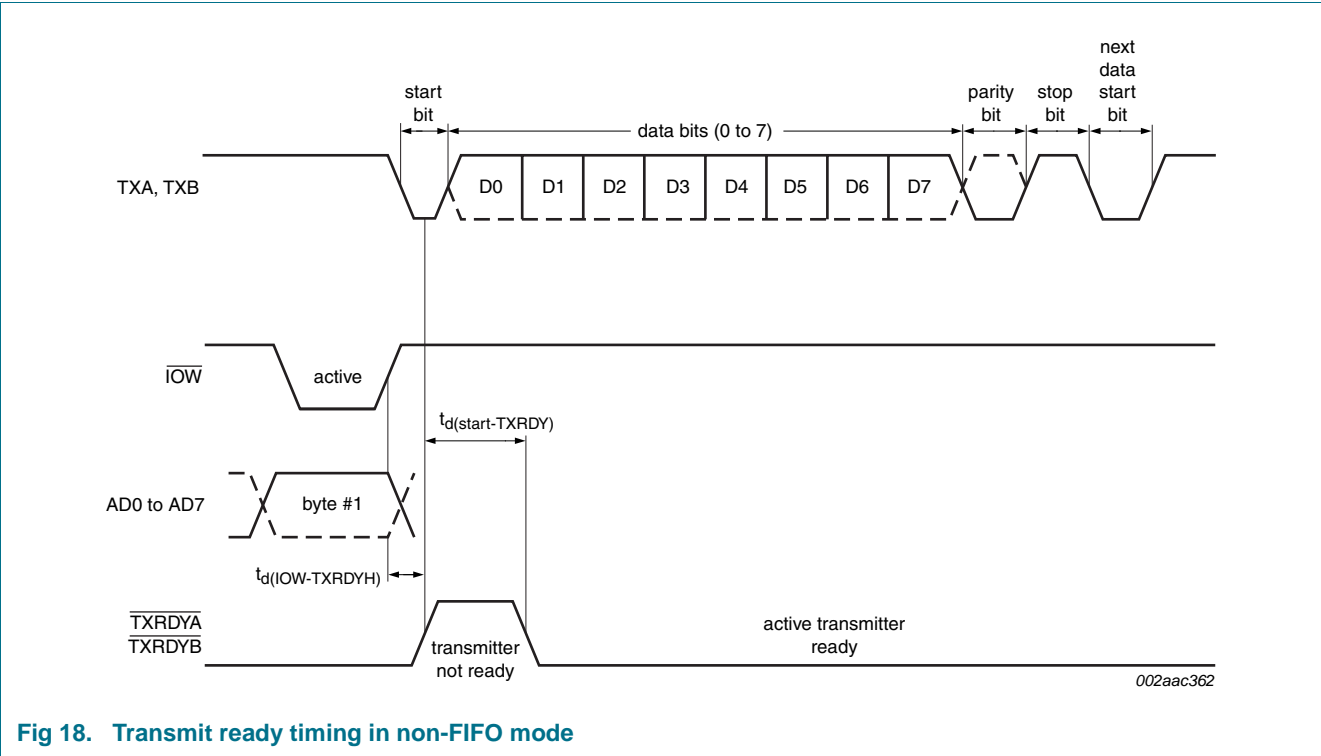 next
data
start
bit
start
bit
parity
bit
stop
bit
data bits (0 to 7)
TXA, TXB
D0 D1 D2 D3 D4 D5 D6 D7
IOW
active
td(start-TXRDY)
AD0 to AD7
byte #1
td(IOW-TXRDYH)
TXRDYA
TXRDYB
transmitter
not ready
active transmitter
ready
002aac362
Fig 18. Transmit ready timing in non-FIFO mode